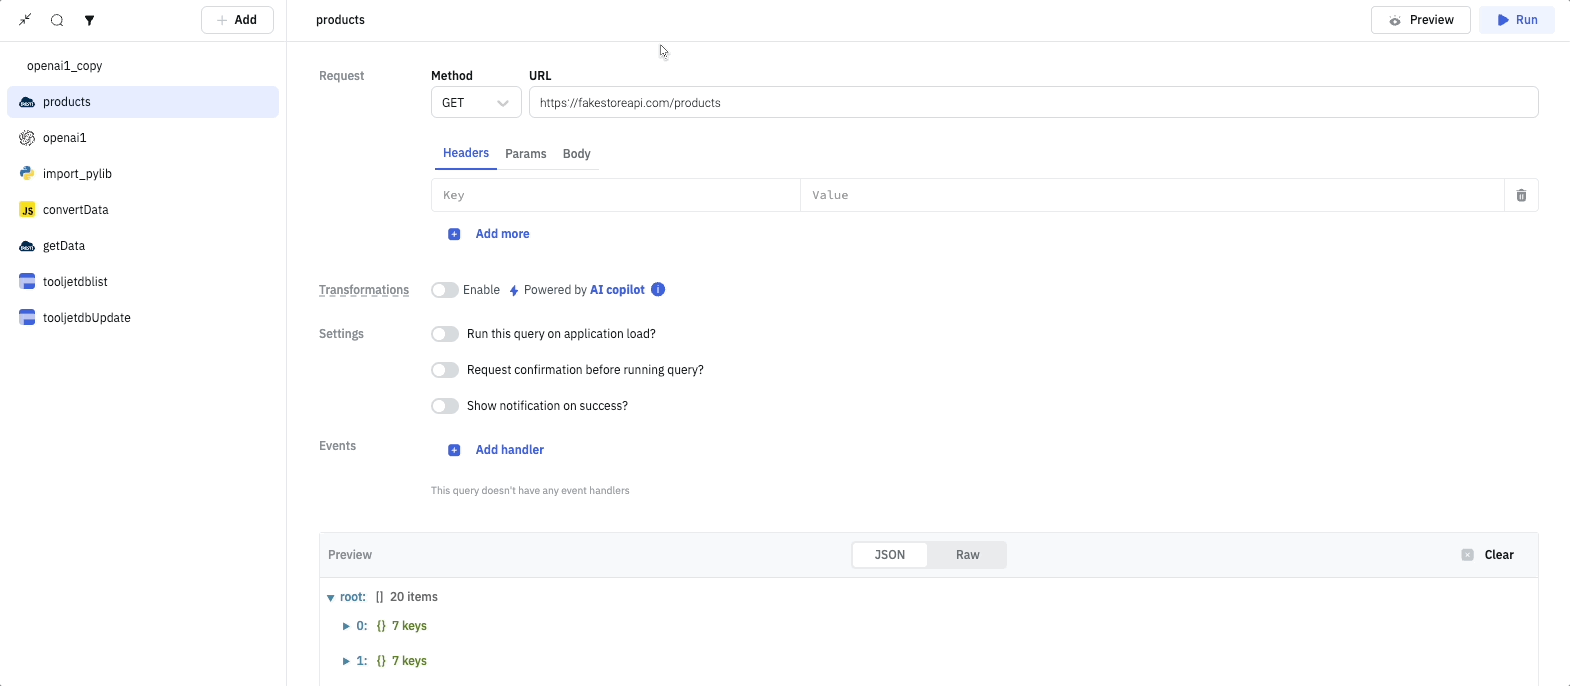 Add
products
Preview
Run
openai1_copy
products
openai1
import_pylib
JS convertData
getData
tooljetdblist
tooljetdbUpdate
Request
Method
URL
GET
https://fakestoreapi.com/products
Headers Params Body
Key
Value
Add more
Transformations
Enable
Powered by AI copilot
Settings
Run this query on application load?
Request confirmation before running query?
Show notification on success?
Events
Add handler
This query doesn't have any event handlers
Preview
JSON
Raw
Clear
root: [] 20 items
0: {} 7 keys
1: {} 7 keys